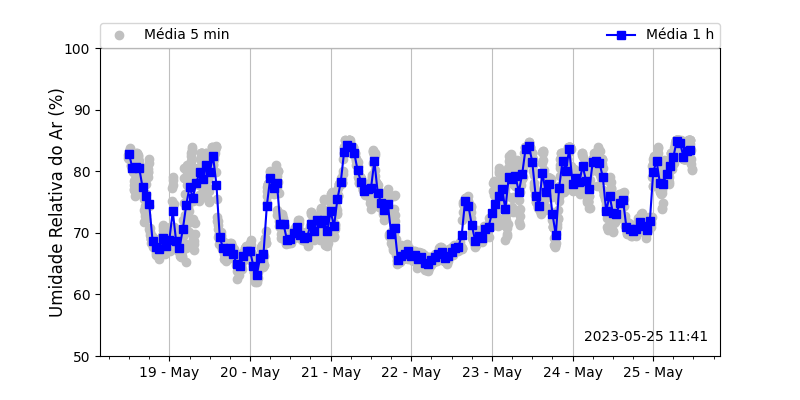 Média 5 min
Média 1 h
Umidade Relativa do Ar (%)
100
90
80
70
60
50
2023-05-25 11:41
19 - May
20 - May
21 - May
22 - May
23 - May
24 - May
25 - May